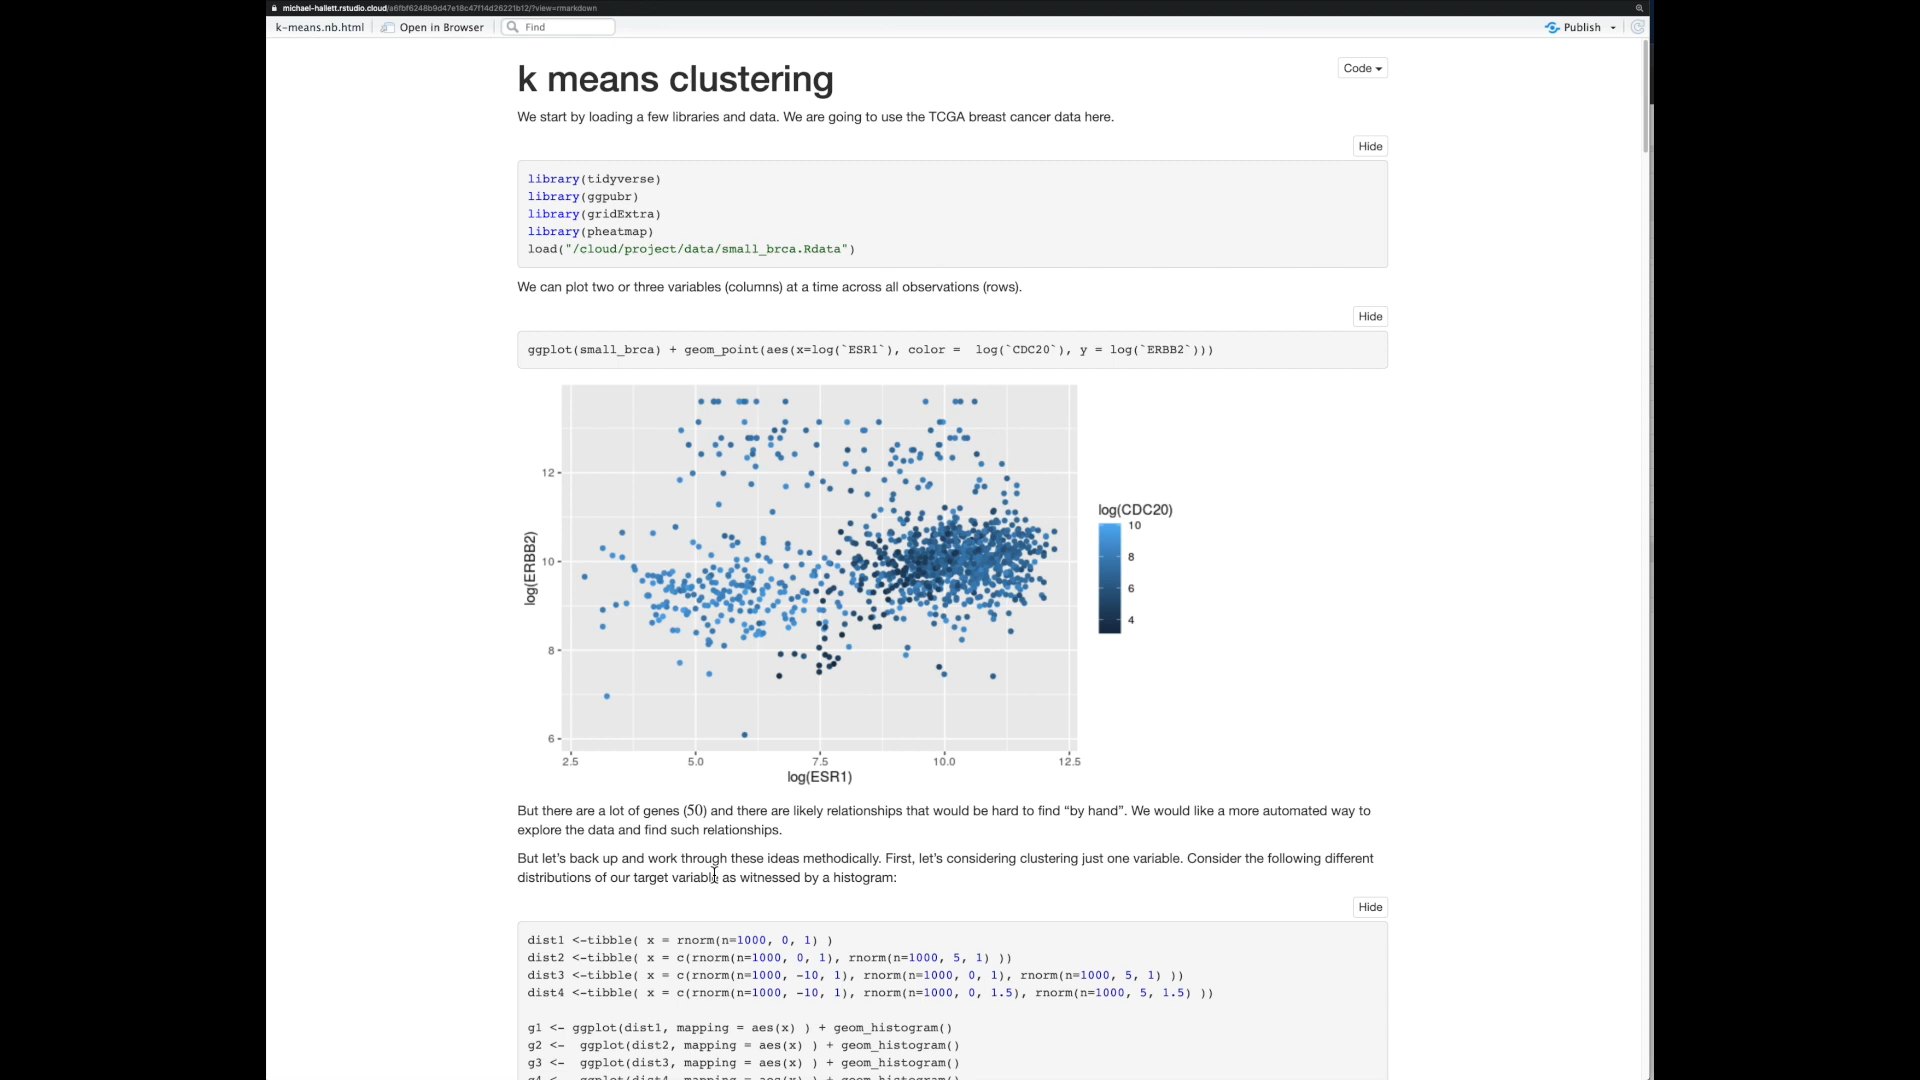 michael-hallett.rstudio.cloud/a6fbf6248b9d47e18c47f14d26221b12/?view=rmarkdown
k-means.nb.html Open in Browser Find Publish
k means clustering
Code
We start by loading a few libraries and data. We are going to use the TCGA breast cancer data here.
Hide
library(tidyverse)
library(ggpubr)
library(gridExtra)
library(pheatmap)
load("/cloud/project/data/small_brca.Rdata")
We can plot two or three variables (columns) at a time across all observations (rows).
Hide
ggplot(small_brca) + geom_point(aes(x=log(`ESR1`), color =  log(`CDC20`), y = log(`ERBB2`)))
log(ERBB2)
12
10
8
6
2.5 5.0 7.5 10.0 12.5
log(ESR1)
log(CDC20)
10
8
6
4
But there are a lot of genes (50) and there are likely relationships that would be hard to find “by hand”. We would like a more automated way to
explore the data and find such relationships.
But let’s back up and work through these ideas methodically. First, let’s considering clustering just one variable. Consider the following different
distributions of our target variable as witnessed by a histogram:
Hide
dist1 <-tibble( x = rnorm(n=1000, 0, 1) )
dist2 <-tibble( x = c(rnorm(n=1000, 0, 1), rnorm(n=1000, 5, 1) ))
dist3 <-tibble( x = c(rnorm(n=1000, -10, 1), rnorm(n=1000, 0, 1), rnorm(n=1000, 5, 1) ))
dist4 <-tibble( x = c(rnorm(n=1000, -10, 1), rnorm(n=1000, 0, 1.5), rnorm(n=1000, 5, 1.5) ))
g1 <- ggplot(dist1, mapping = aes(x) ) + geom_histogram()
g2 <-  ggplot(dist2, mapping = aes(x) ) + geom_histogram()
g3 <-  ggplot(dist3, mapping = aes(x) ) + geom_histogram()